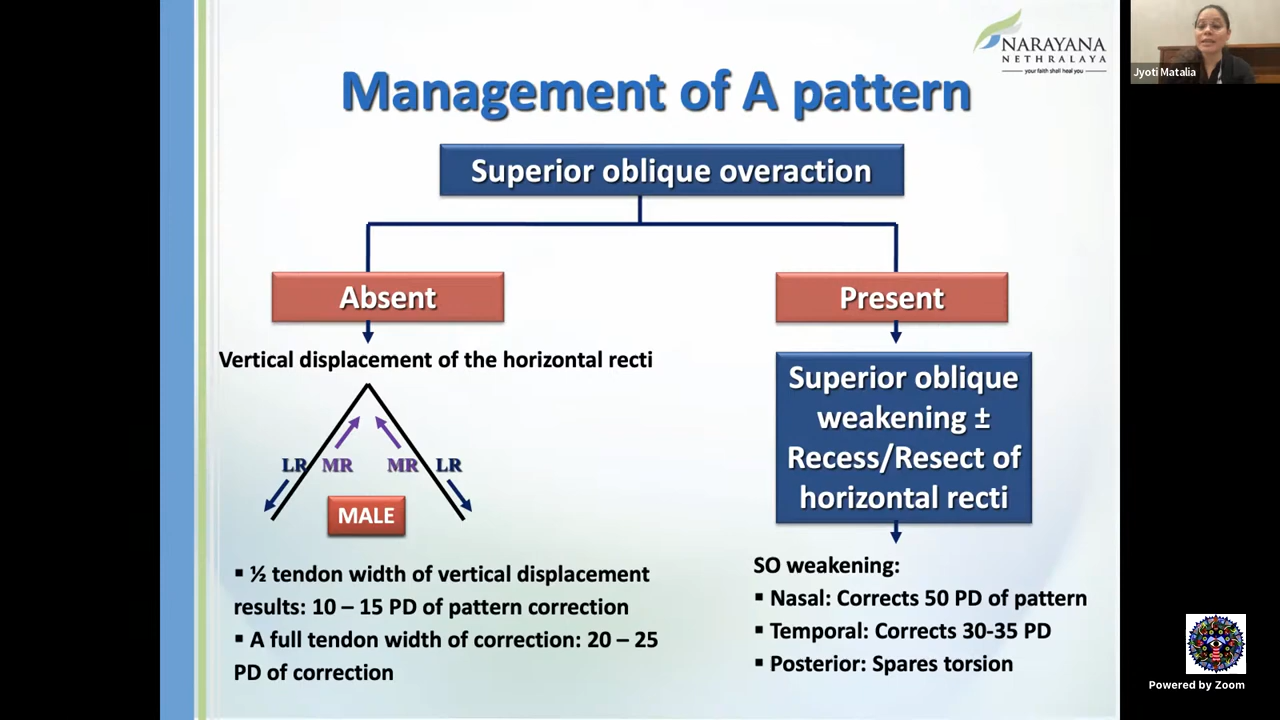 NARAYANA
NETHRALAYA
your faith shall heal you
Jyoti Matalia
Management of A pattern
Superior oblique overaction
Absent
Present
Vertical displacement of the horizontal recti
LR MR MR LR
MALE
▪ ½ tendon width of vertical displacement
results: 10 – 15 PD of pattern correction
▪ A full tendon width of correction: 20 – 25
PD of correction
Superior oblique
weakening ±
Recess/Resect of
horizontal recti
SO weakening:
▪ Nasal: Corrects 50 PD of pattern
▪ Temporal: Corrects 30-35 PD
▪ Posterior: Spares torsion
Powered by Zoom